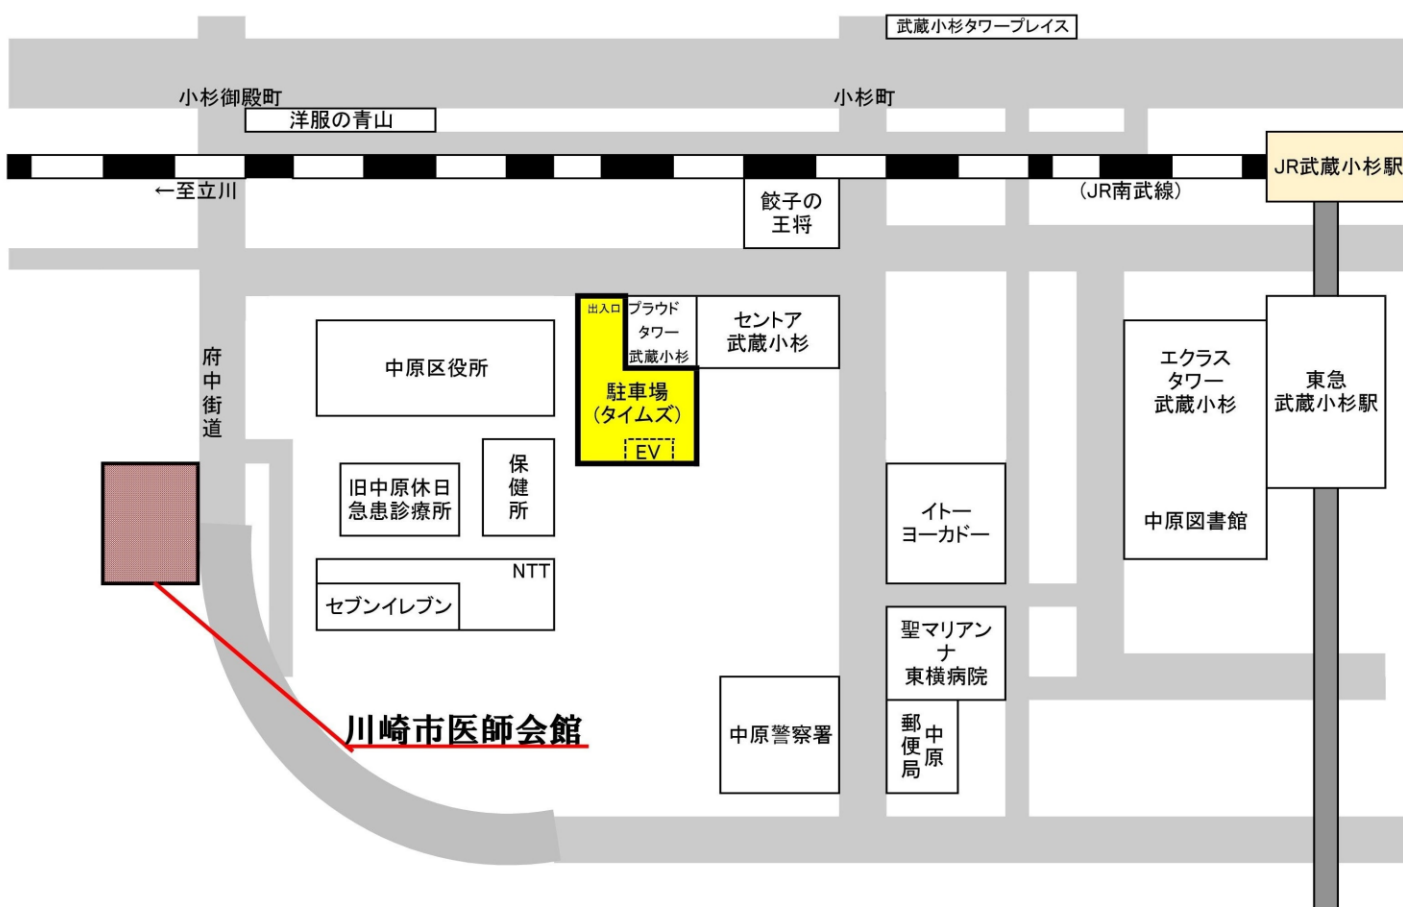 武蔵小杉タワープレイス
小杉御殿町
小杉町
洋服の青山
JR武蔵小杉駅
←至立川
(JR南武線)
餃子の
王将
出入口
プラウド
タワー
武蔵小杉
セントア
武蔵小杉
中原区役所
府中街道
駐車場
(タイムズ)
EV
エクラス
タワー
武蔵小杉
東急
武蔵小杉駅
中原図書館
旧中原休日
急患診療所
保健所
イトー
ヨーカドー
NTT
セブンイレブン
聖マリアン
ナ
東横病院
川崎市医師会館
中原警察署
中原
郵便局